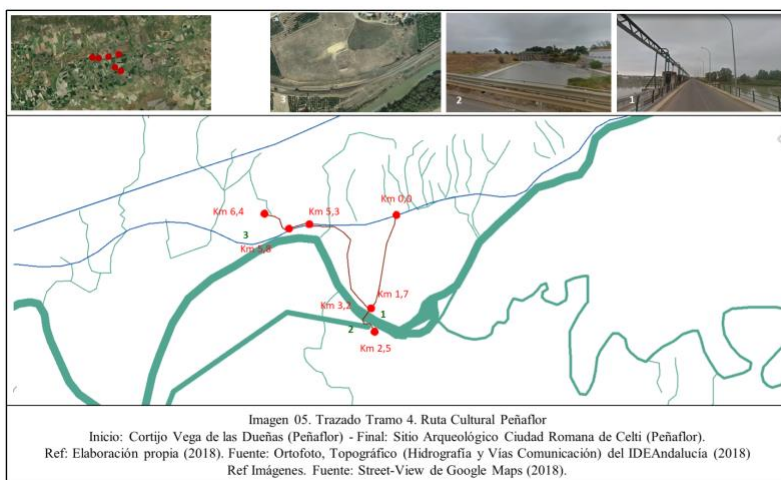 3
2
1
Km 6,4
Km 5,3
Km 0,0
3
Km 5,8
Km 1,7
Km 3,2
1
2
Km 2,5
Imagen 05. Trazado Tramo 4. Ruta Cultural Peñaflor
Inicio: Cortijo Vega de las Dueñas (Peñaflor) - Final: Sitio Arqueológico Ciudad Romana de Celti (Peñaflor).
Ref: Elaboración propia (2018). Fuente: Ortofoto, Topográfico (Hidrografía y Vías Comunicación) del IDEAndalucía (2018)
Ref Imágenes. Fuente: Street-View de Google Maps (2018).